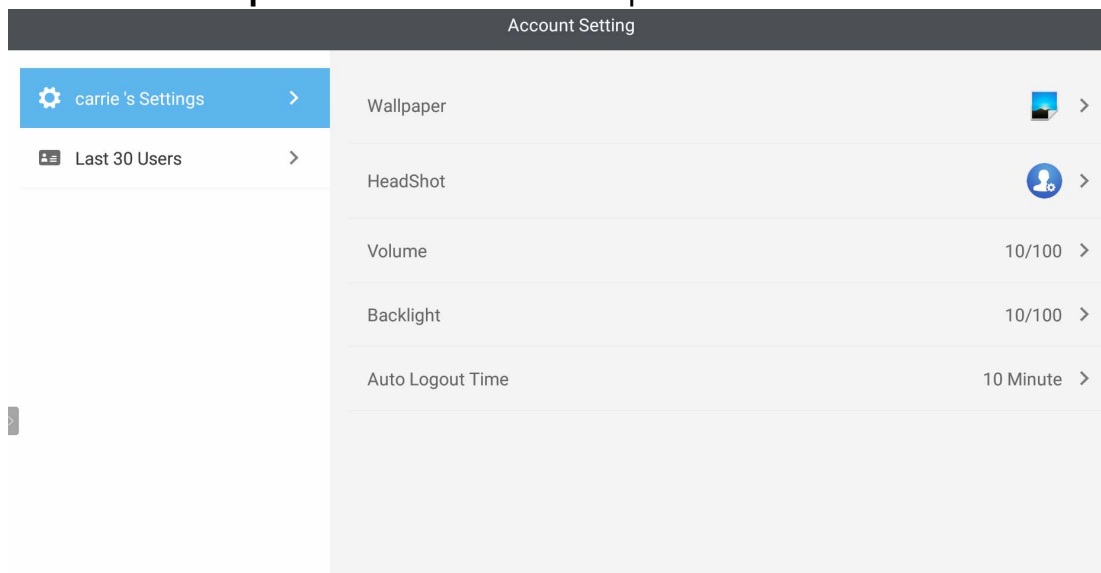 Account Setting
carrie 's Settings
Last 30 Users
Wallpaper
HeadShot
Volume 10/100
Backlight 10/100
Auto Logout Time 10 Minute